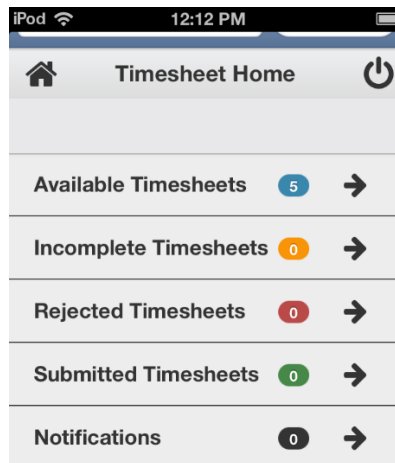 iPod 12:12 PM
Timesheet Home
Available Timesheets 5
Incomplete Timesheets 0
Rejected Timesheets 0
Submitted Timesheets 0
Notifications 0